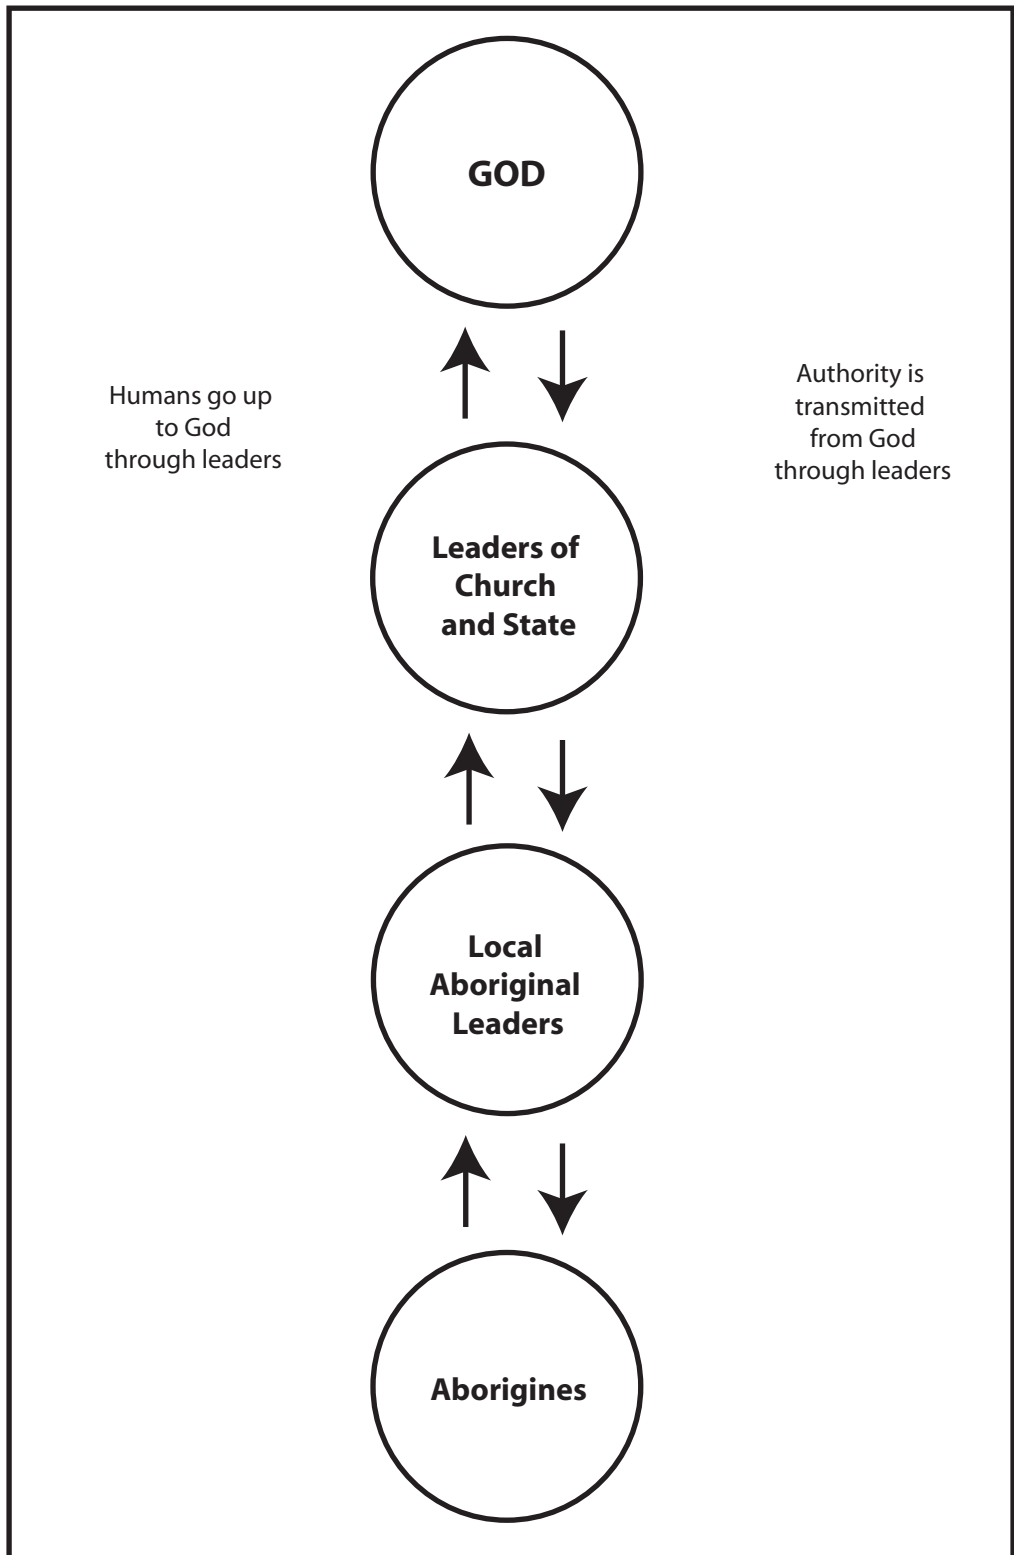 GOD
Humans go up
to God
through leaders
Authority is
transmitted
from God
through leaders
Leaders of
Church
and State
Local
Aboriginal
Leaders
Aborigines